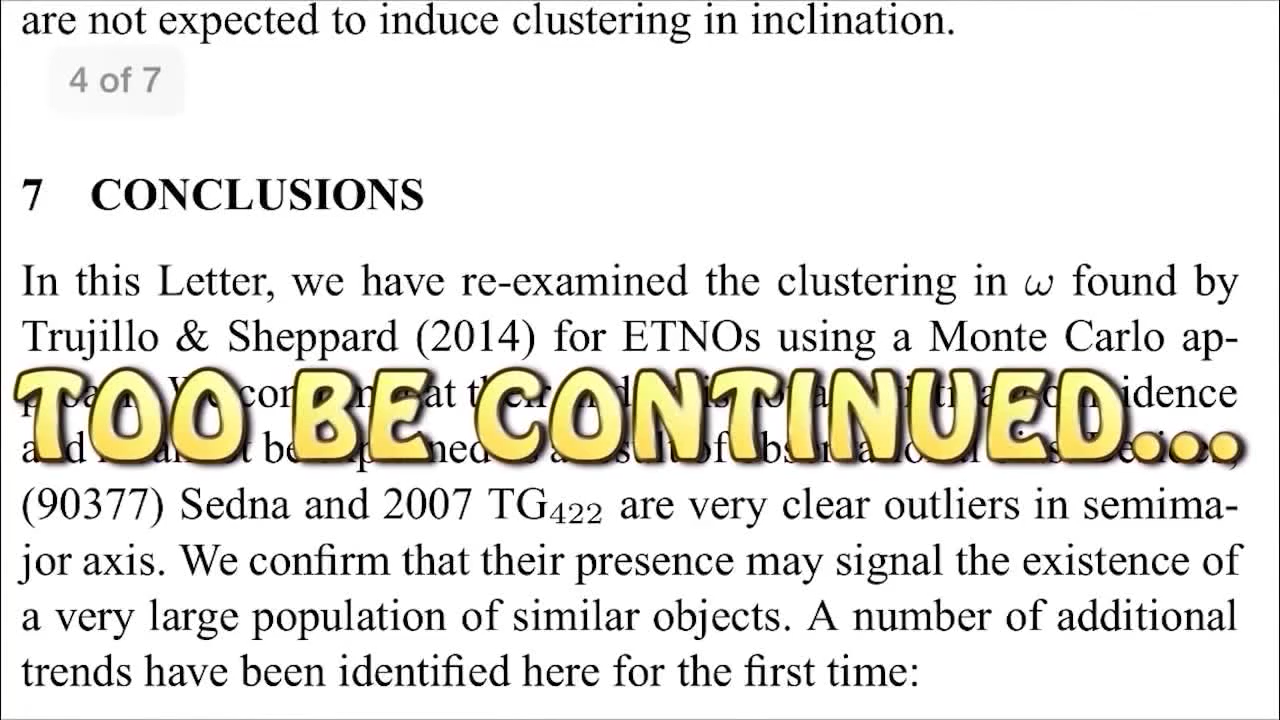 are not expected to induce clustering in inclination.
4 of 7
7 CONCLUSIONS
In this Letter, we have re-examined the clustering in ω found by
Trujillo & Sheppard (2014) for ETNOs using a Monte Carlo ap-
TOO BE CONTINUED...
idence
(90377) Sedna and 2007 TG₄₂₂ are very clear outliers in semima-
jor axis. We confirm that their presence may signal the existence of
a very large population of similar objects. A number of additional
trends have been identified here for the first time: